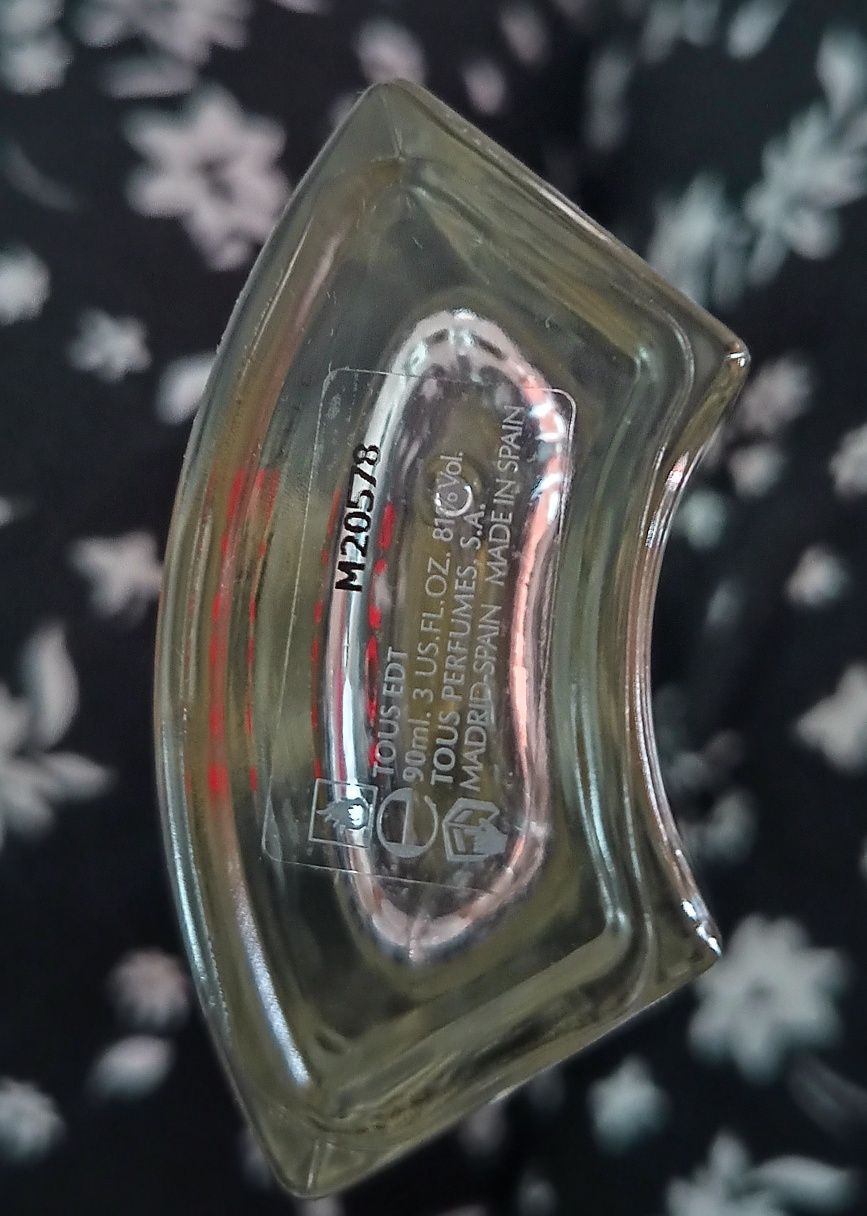 M20578
TOUS EDT
90ml. 3 US.FL.OZ. 81% Vol.
TOUS PERFUMES, S.A.
MADRID-SPAIN MADE IN SPAIN